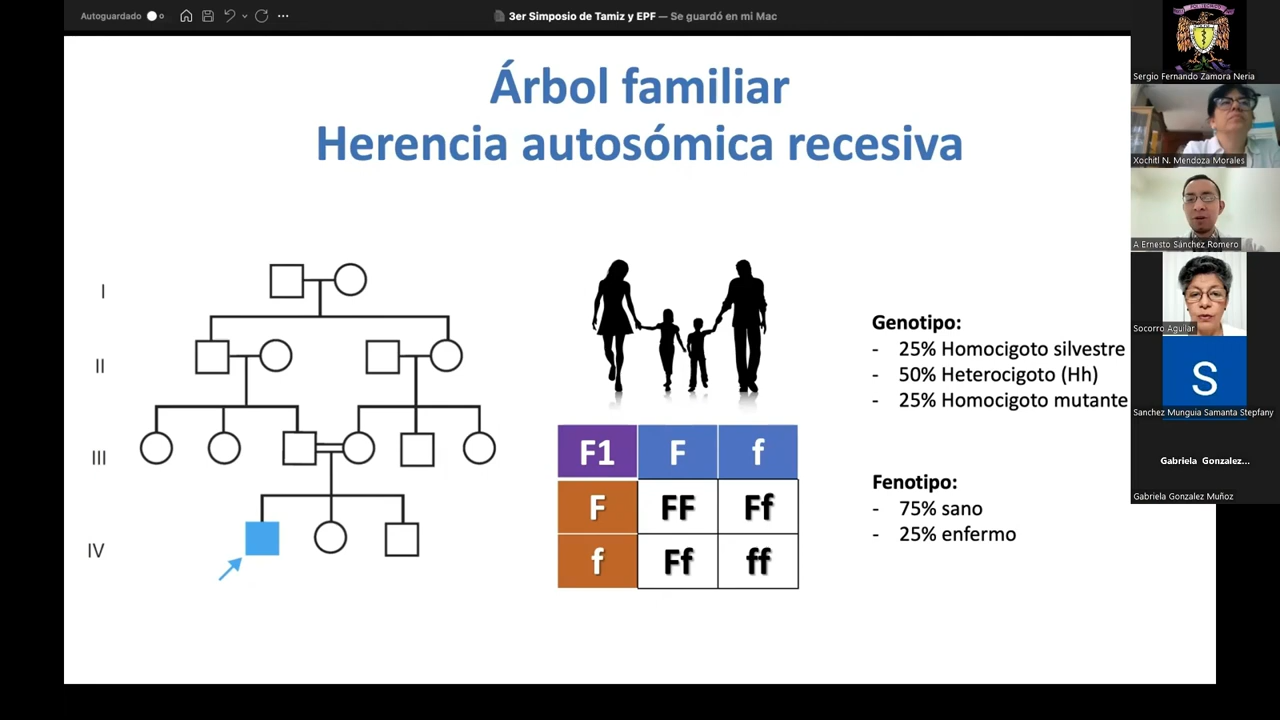 Autoguardado
3er Simposio de Tamiz y EPF — Se guardó en mi Mac
Árbol familiar
Herencia autosómica recesiva
I
II
III
IV
F1 F f
F FF Ff
f Ff ff
Genotipo:
- 25% Homocigoto silvestre
- 50% Heterocigoto (Hh)
- 25% Homocigoto mutante
Fenotipo:
- 75% sano
- 25% enfermo
Sergio Fernando Zamora Neria
Xochitl N. Mendoza Morales
A Ernesto Sánchez Romero
Socorro Aguilar
S
Sanchez Munguia Samanta Stepfany
Gabriela Gonzalez...
Gabriela Gonzalez Muñoz